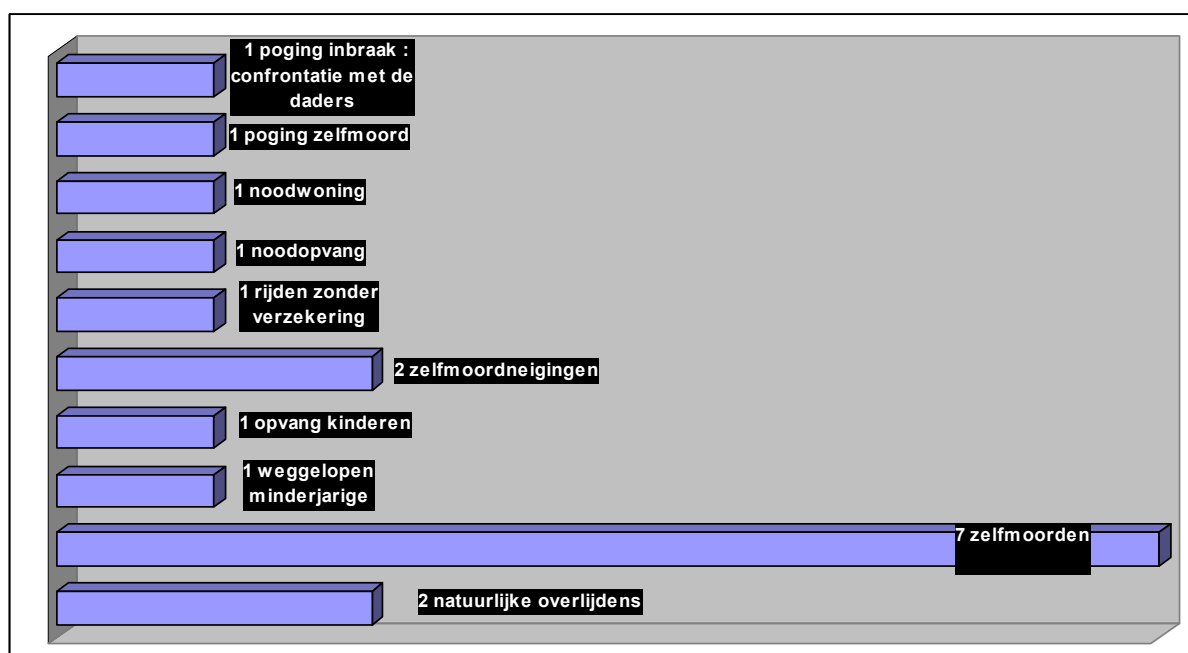 1 poging inbraak :
confrontatie met de
daders
1 poging zelfmoord
1 noodwoning
1 noodopvang
1 rijden zonder
verzekering
2 zelfmoordneigingen
1 opvang kinderen
1 weggelopen
minderjarige
7 zelfmoorden
2 natuurlijke overlijdens